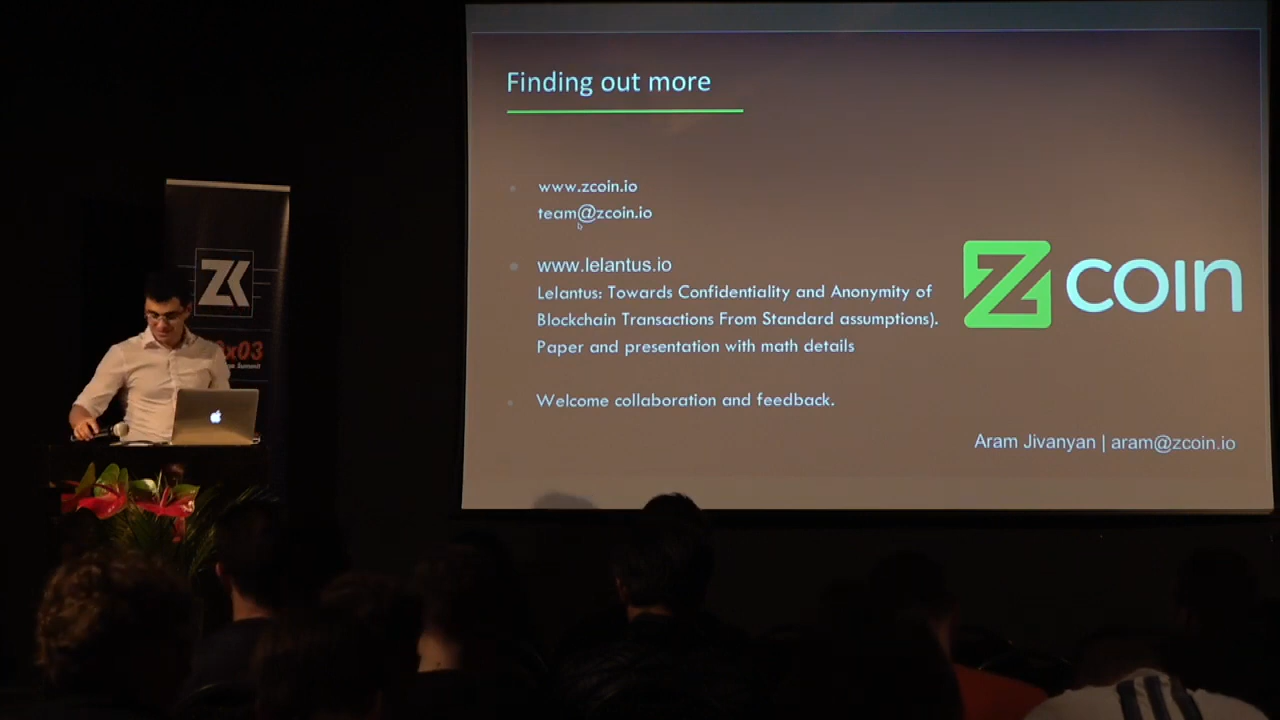 Finding out more
www.zcoin.io
team@zcoin.io
www.lelantus.io
Lelantus: Towards Confidentiality and Anonymity of
Blockchain Transactions From Standard assumptions).
Paper and presentation with math details
Welcome collaboration and feedback.
Z coin
Aram Jivanyan | aram@zcoin.io
ZK
0x03
Summit